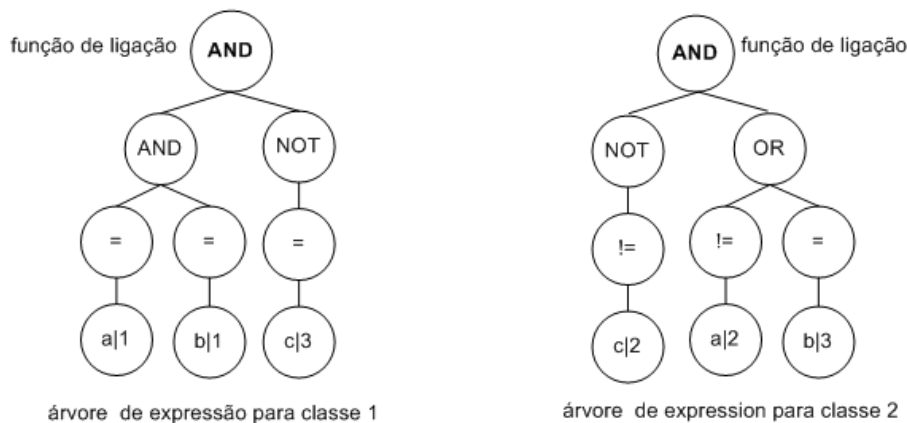 função de ligação
AND
AND
NOT
=
=
=
a|1
b|1
c|3
árvore de expressão para classe 1
AND
função de ligação
NOT
OR
!=
!=
=
c|2
a|2
b|3
árvore de expression para classe 2